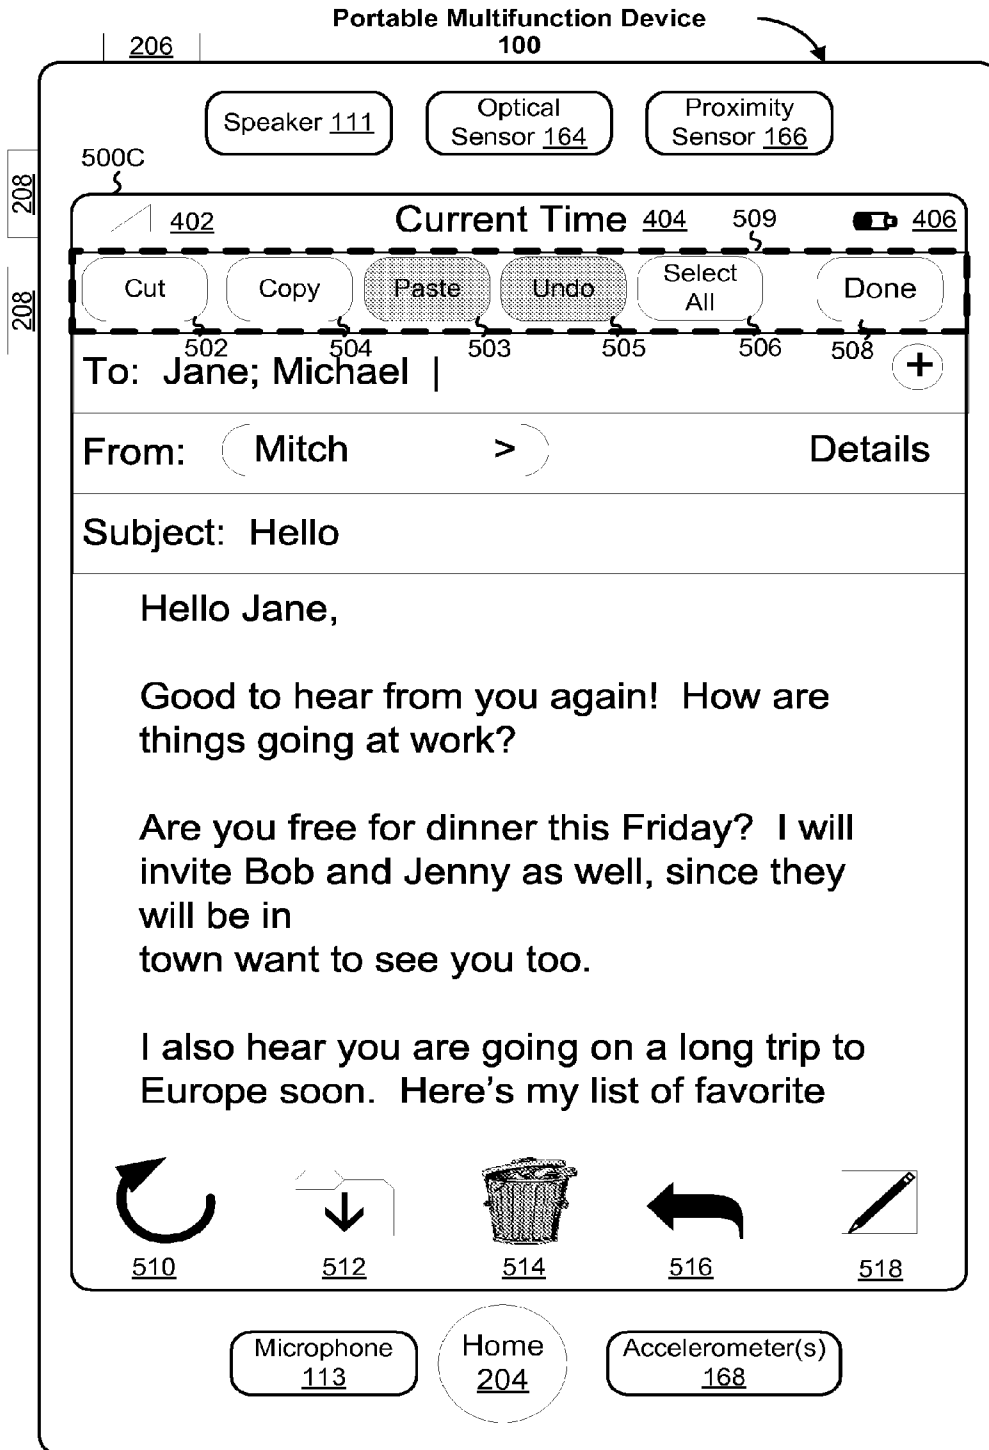 Portable Multifunction Device
100
206
Speaker 111
Optical
Sensor 164
Proximity
Sensor 166
500C
208
402
Current Time 404
509
406
208
Cut
Copy
Paste
Undo
Select
All
Done
502
504
503
505
506
508
To: Jane; Michael |
+
From: Mitch >
Details
Subject: Hello
Hello Jane,
Good to hear from you again! How are
things going at work?
Are you free for dinner this Friday? I will
invite Bob and Jenny as well, since they
will be in
town want to see you too.
I also hear you are going on a long trip to
Europe soon. Here's my list of favorite
510
512
514
516
518
Microphone
113
Home
204
Accelerometer(s)
168